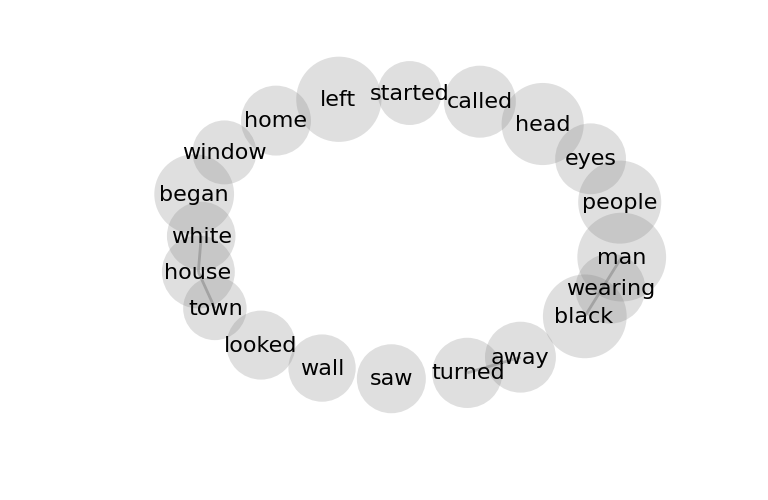 started
left
called
home
head
window
eyes
began
people
white
man
house
wearing
town
black
looked
away
wall
turned
saw